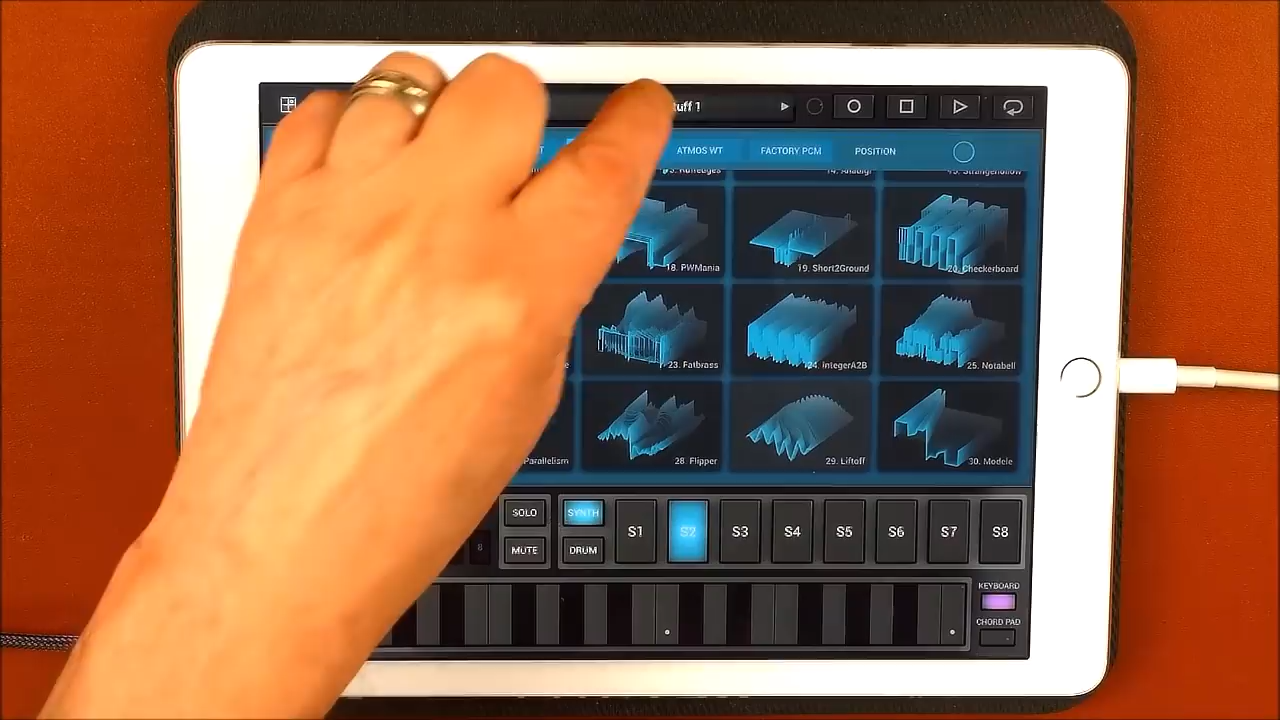 tuff 1
T ATMOS WT FACTORY PCM POSITION
18. PWMania 19. Short2Ground 20. Checkerboard
23. Fatbrass 24. IntegerA2B 25. Notabell
Parallelism 28. Flipper 29. Liftoff 30. Modele
SOLO SYNTH S1 S2 S3 S4 S5 S6 S7 S8
8 MUTE DRUM
KEYBOARD
CHORD PAD